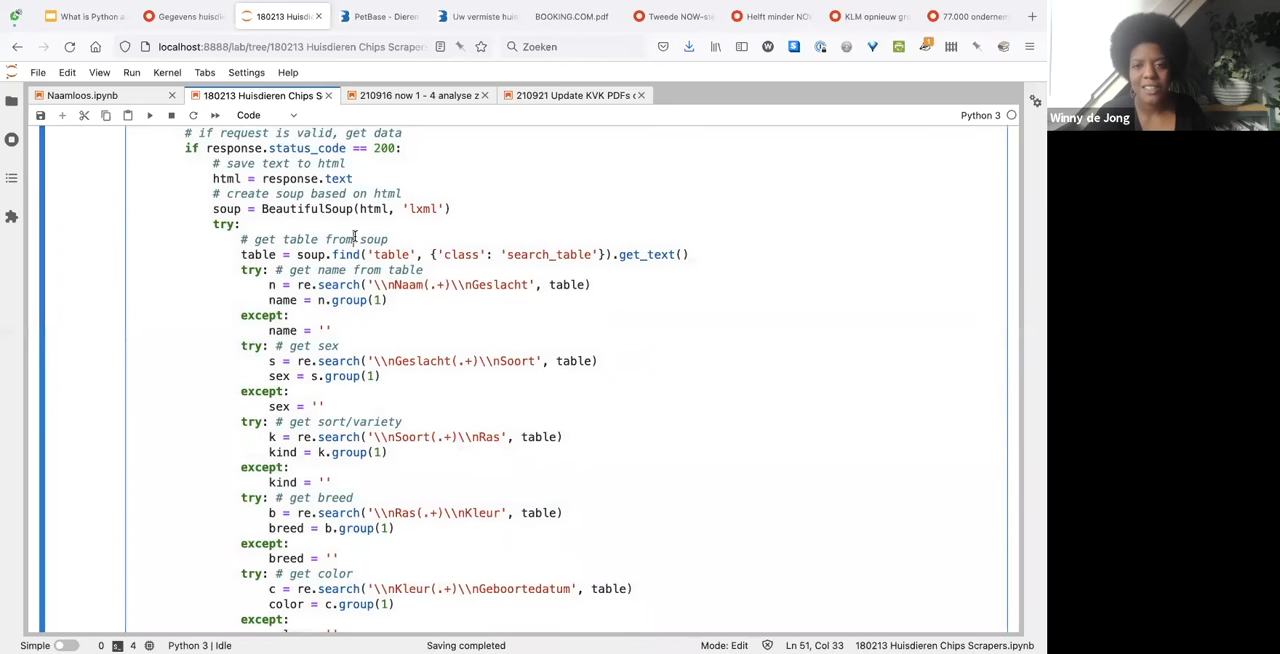 What is Python a
Gegevens huisdie
180213 Huisdi
PetBase - Dieren
Uw vermiste huis
BOOKING.COM.pdf
Tweede NOW-ste
Helft minder NO
KLM opnieuw gr
77.000 ondernem
localhost:8888/lab/tree/180213 Huisdieren Chips Scrapers
Zoeken
File Edit View Run Kernel Tabs Settings Help
Naamloos.ipynb
180213 Huisdieren Chips S
210916 now 1 - 4 analyse z
210921 Update KVK PDFs
Code
Python 3
Winny de Jong
# if request is valid, get data
if response.status_code == 200:
# save text to html
html = response.text
# create soup based on html
soup = BeautifulSoup(html, 'lxml')
try:
# get table from soup
table = soup.find('table', {'class': 'search_table'}).get_text()
try: # get name from table
n = re.search('\\nNaam(.+)\\nGeslacht', table)
name = n.group(1)
except:
name = ''
try: # get sex
s = re.search('\\nGeslacht(.+)\\nSoort', table)
sex = s.group(1)
except:
sex = ''
try: # get sort/variety
k = re.search('\\nSoort(.+)\\nRas', table)
kind = k.group(1)
except:
kind = ''
try: # get breed
b = re.search('\\nRas(.+)\\nKleur', table)
breed = b.group(1)
except:
breed = ''
try: # get color
c = re.search('\\nKleur(.+)\\nGeboortedatum', table)
color = c.group(1)
except:
Simple 0 4 Python 3 | Idle Saving completed Mode: Edit Ln 51, Col 33 180213 Huisdieren Chips Scrapers.ipynb